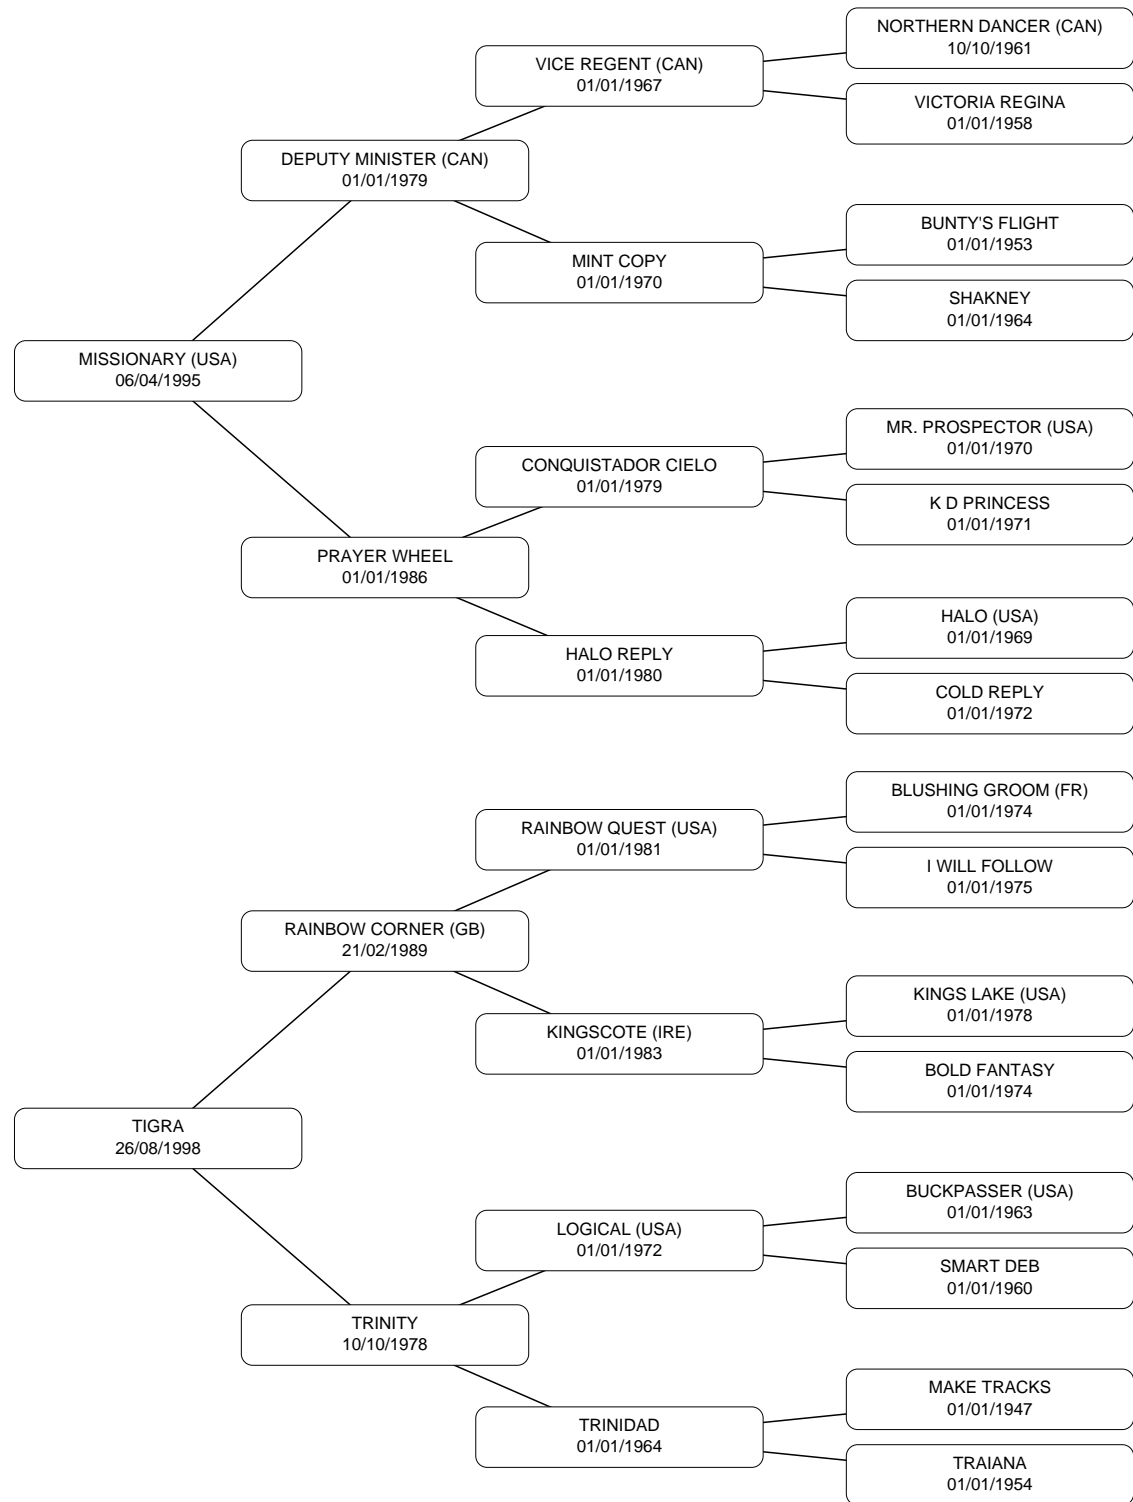 NORTHERN DANCER (CAN)
10/10/1961
VICE REGENT (CAN)
01/01/1967
VICTORIA REGINA
01/01/1958
DEPUTY MINISTER (CAN)
01/01/1979
BUNTY'S FLIGHT
01/01/1953
MINT COPY
01/01/1970
SHAKNEY
01/01/1964
MISSIONARY (USA)
06/04/1995
MR. PROSPECTOR (USA)
01/01/1970
CONQUISTADOR CIELO
01/01/1979
K D PRINCESS
01/01/1971
PRAYER WHEEL
01/01/1986
HALO (USA)
01/01/1969
HALO REPLY
01/01/1980
COLD REPLY
01/01/1972
BLUSHING GROOM (FR)
01/01/1974
RAINBOW QUEST (USA)
01/01/1981
I WILL FOLLOW
01/01/1975
RAINBOW CORNER (GB)
21/02/1989
KINGS LAKE (USA)
01/01/1978
KINGSCOTE (IRE)
01/01/1983
BOLD FANTASY
01/01/1974
TIGRA
26/08/1998
BUCKPASSER (USA)
01/01/1963
LOGICAL (USA)
01/01/1972
SMART DEB
01/01/1960
TRINITY
10/10/1978
MAKE TRACKS
01/01/1947
TRINIDAD
01/01/1964
TRAIANA
01/01/1954